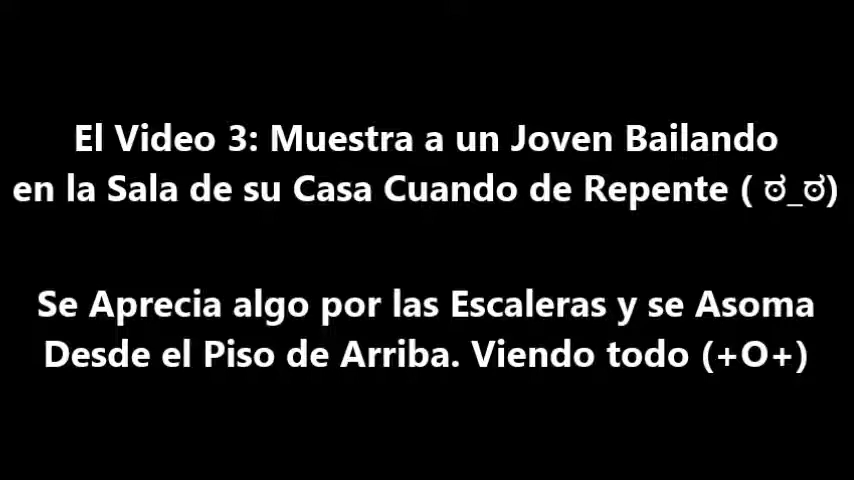 El Video 3: Muestra a un Joven Bailando
en la Sala de su Casa Cuando de Repente ( ಠ_ಠ)
Se Aprecia algo por las Escaleras y se Asoma
Desde el Piso de Arriba. Viendo todo (+O+)